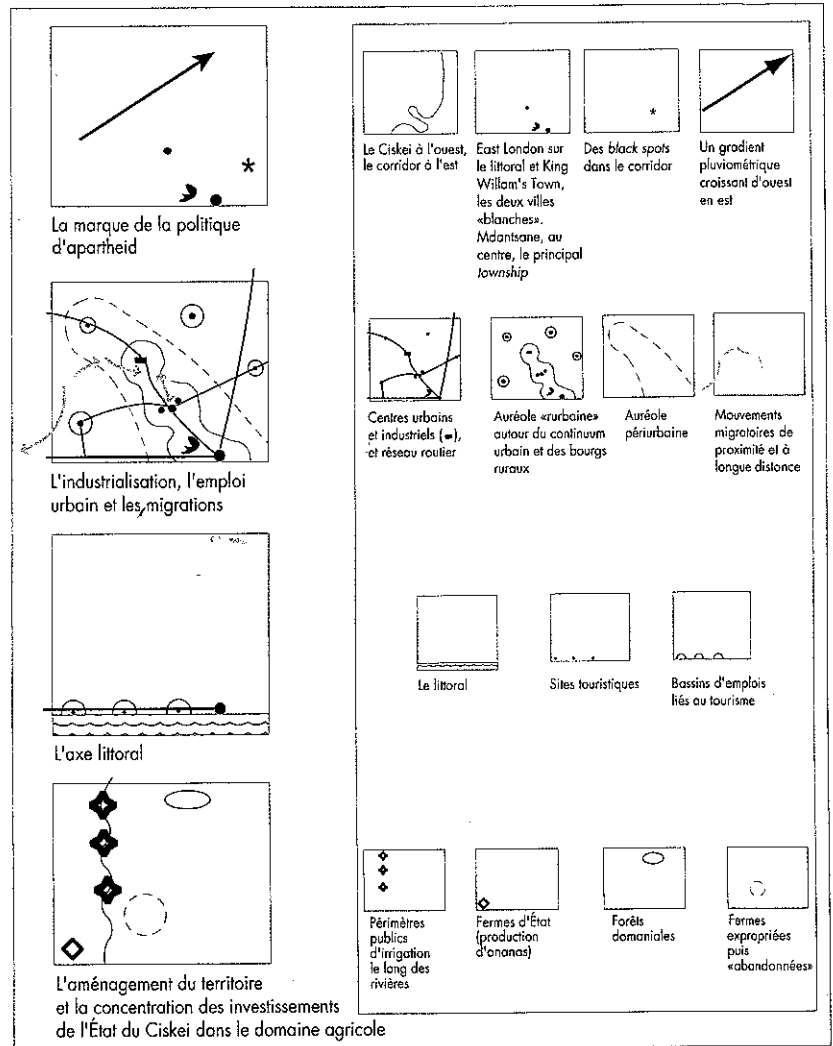 La marque de la politique
d'apartheid
Le Ciskei à l'ouest,
le corridor à l'est
East London sur
le littoral et King
William's Town,
les deux villes
«blanches».
Mdantsane, au
centre, le principal
township
Des black spots
dans le corridor
Un gradient
pluviométrique
croissant d'ouest
en est
L'industrialisation, l'emploi
urbain et les migrations
Centres urbains
et industriels (
),
et réseau routier
Auréole «rurbaine»
autour du continuum
urbain et des bourgs
ruraux
Auréole
périurbaine
Mouvements
migratoires de
proximité et à
longue distance
L'axe littoral
Le littoral
Sites touristiques
Bassins d'emplois
liés au tourisme
L'aménagement du territoire
et la concentration des investissements
de l'État du Ciskei dans le domaine agricole
Périmètres
publics
d'irrigation
le long des
rivières
Fermes d'État
(production
d'ananas)
Forêts
domaniales
Fermes
expropriées
puis
«abandonnées»